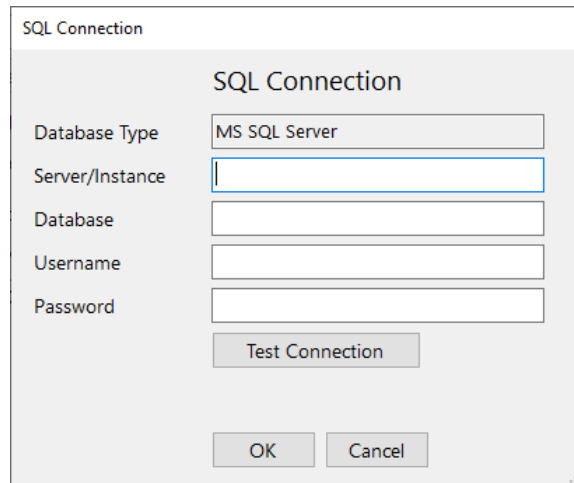 SQL Connection
SQL Connection
Database Type MS SQL Server
Server/Instance
Database
Username
Password
Test Connection
OK Cancel